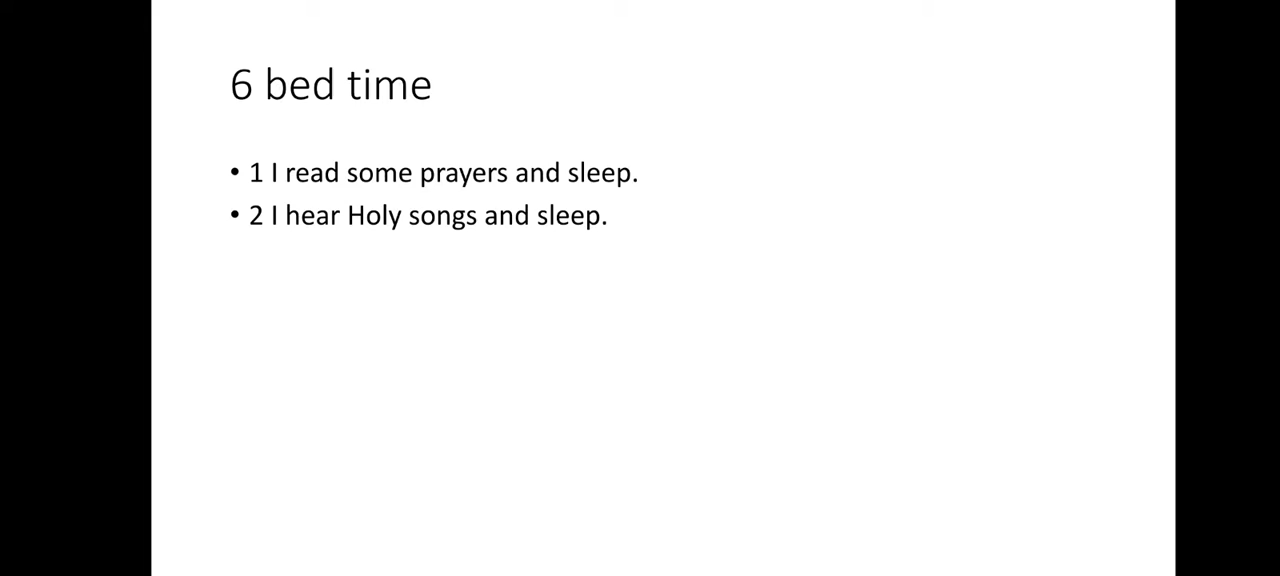 6 bed time
• 1 I read some prayers and sleep.
• 2 I hear Holy songs and sleep.